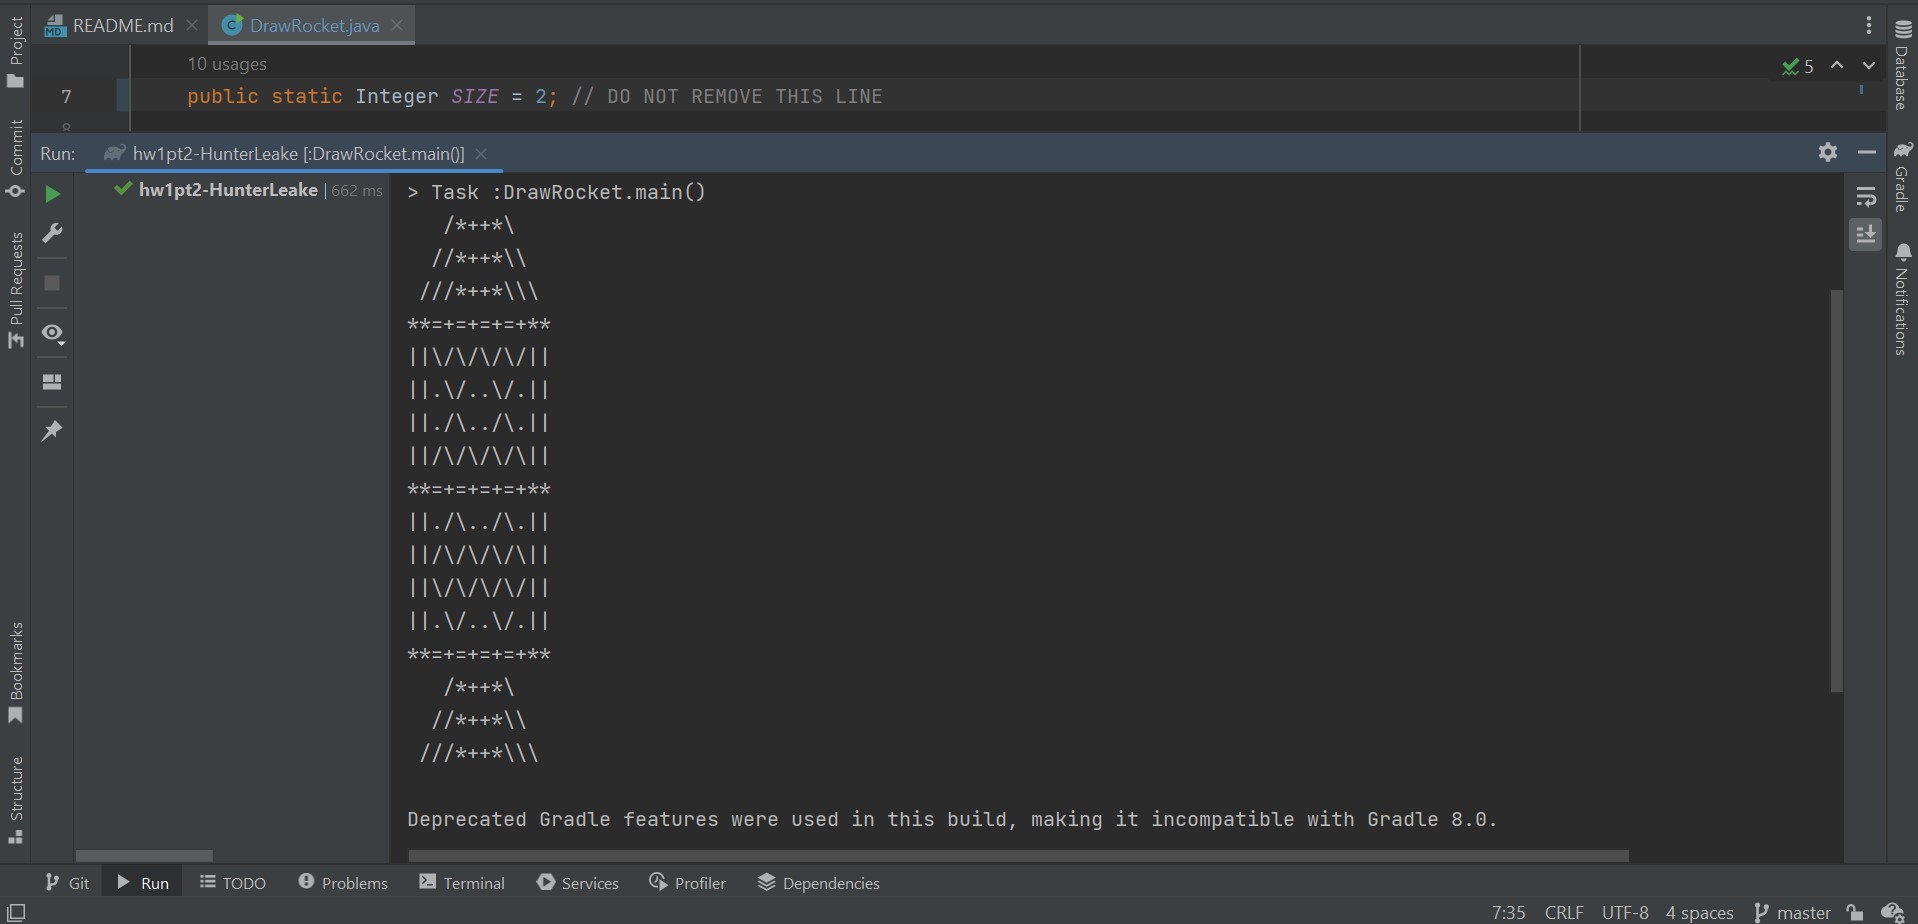 README.md
DrawRocket.java
10 usages
5
7
public static Integer SIZE = 2; // DO NOT REMOVE THIS LINE
8
Run:
hw1pt2-HunterLeake [:DrawRocket.main()]
hw1pt2-HunterLeake 662 ms
> Task :DrawRocket.main()
   /*+++*\
  //*+++*\\
 ///*+++*\\\
**=+=+=+=+**
||\/\/\/\/||
||.\/..\/.||
||./\../\.||
||/\/\/\/\||
**=+=+=+=+**
||./\../\.||
||/\/\/\/\||
||\/\/\/\/||
||.\/..\/.||
**=+=+=+=+**
   /*+++*\
  //*+++*\\
 ///*+++*\\\
Deprecated Gradle features were used in this build, making it incompatible with Gradle 8.0.
Project
Commit
Pull Requests
Bookmarks
Structure
Database
Gradle
Notifications
Git
Run
TODO
Problems
Terminal
Services
Profiler
Dependencies
7:35 CRLF UTF-8 4 spaces master